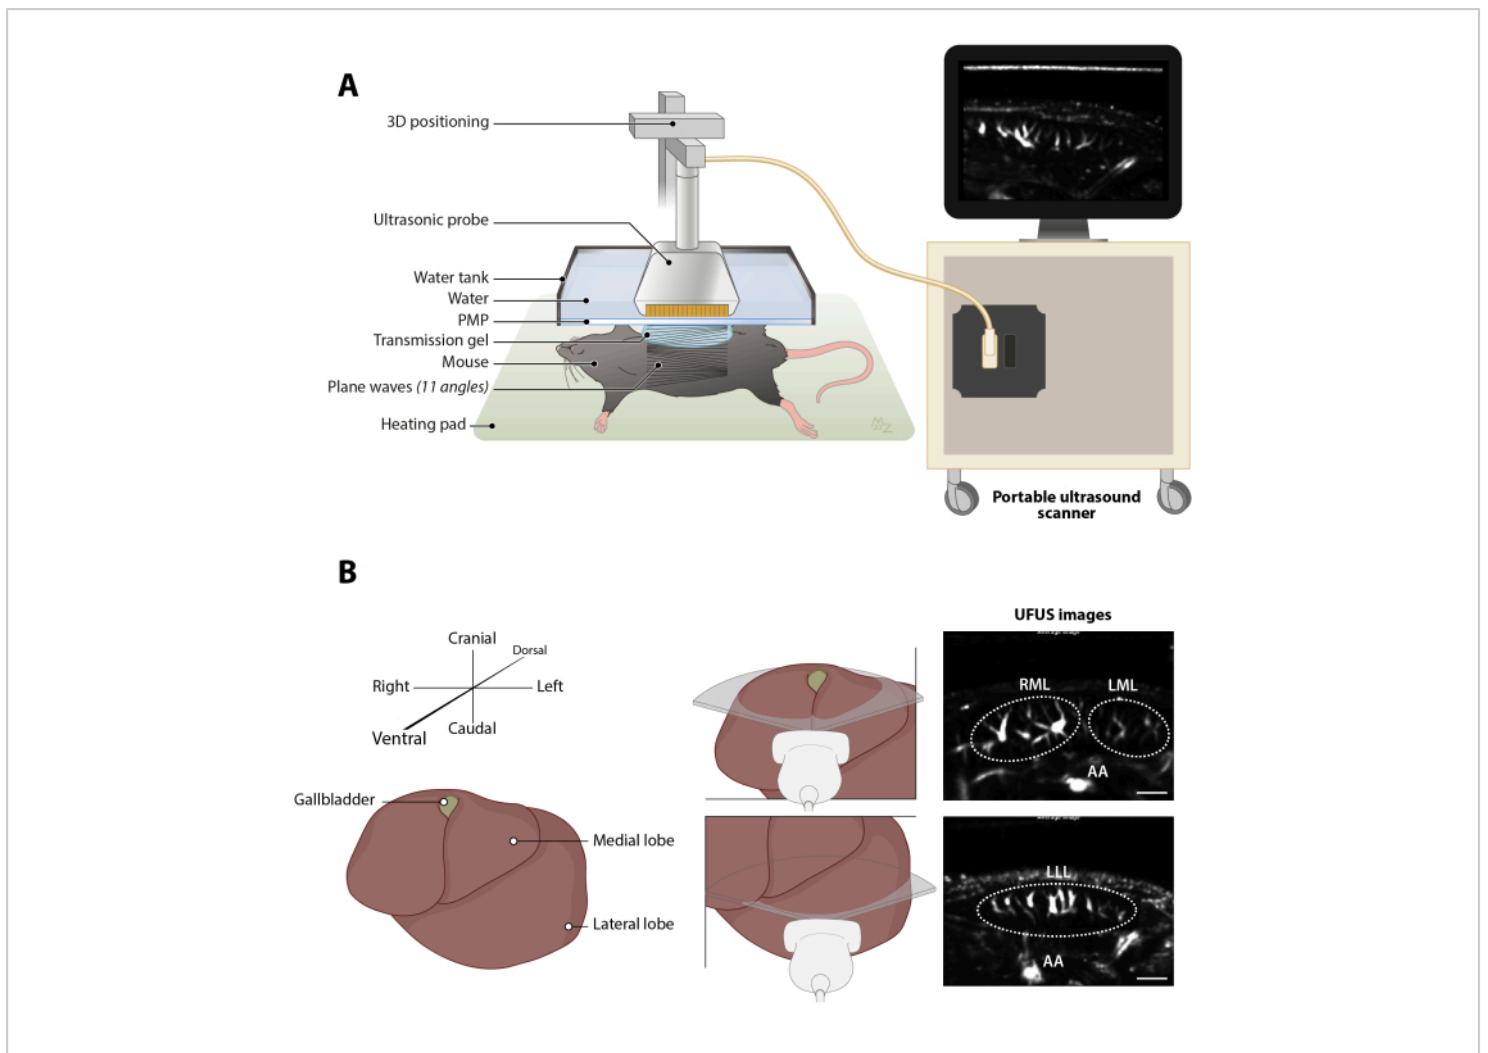 A
3D positioning
Ultrasonic probe
Water tank
Water
PMP
Transmission gel
Mouse
Plane waves (11 angles)
Heating pad
Portable ultrasound
scanner
B
Cranial
Dorsal
Right
Left
Caudal
Ventral
Gallbladder
Medial lobe
Lateral lobe
UFUS images
RML
LML
AA
LLL
AA